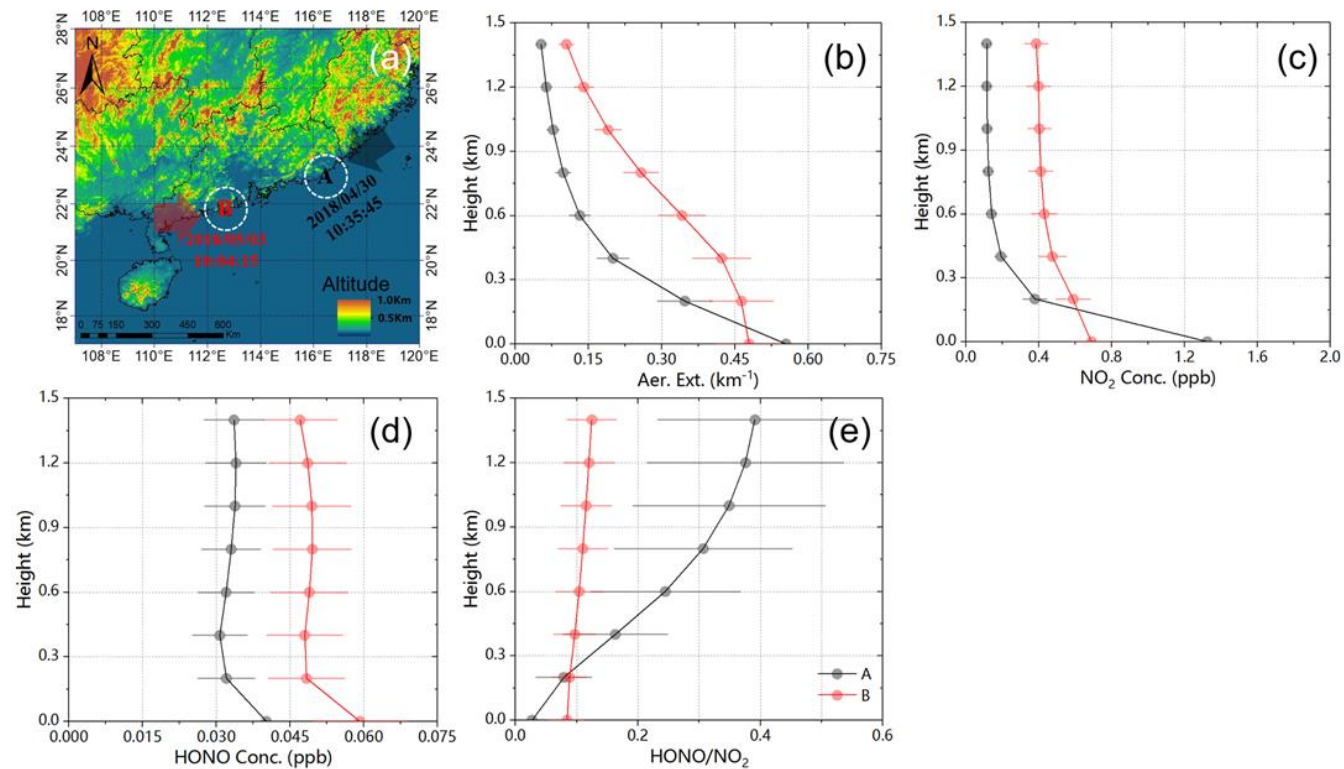 108°E 110°E 112°E 114°E 116°E 118°E 120°E
28°N 26°N 24°N 22°N 20°N 18°N
28°N 26°N 24°N 22°N 20°N 18°N
N
(a)
A
2018/04/30
10:35:45
B
Altitude
1.0Km
0.5Km
0 75 150 300 450 600
Km
108°E 110°E 112°E 114°E 116°E 118°E 120°E
(b)
Height (km)
1.5
1.2
0.9
0.6
0.3
0.0
0.00 0.15 0.30 0.45 0.60 0.75
Aer. Ext. (km⁻¹)
(c)
Height (km)
1.5
1.2
0.9
0.6
0.3
0.0
0.0 0.4 0.8 1.2 1.6 2.0
NO₂ Conc. (ppb)
(d)
Height (km)
1.5
1.2
0.9
0.6
0.3
0.0
0.000 0.015 0.030 0.045 0.060 0.075
HONO Conc. (ppb)
(e)
Height (km)
1.5
1.2
0.9
0.6
0.3
0.0
A
B
0.0 0.2 0.4 0.6
HONO/NO₂